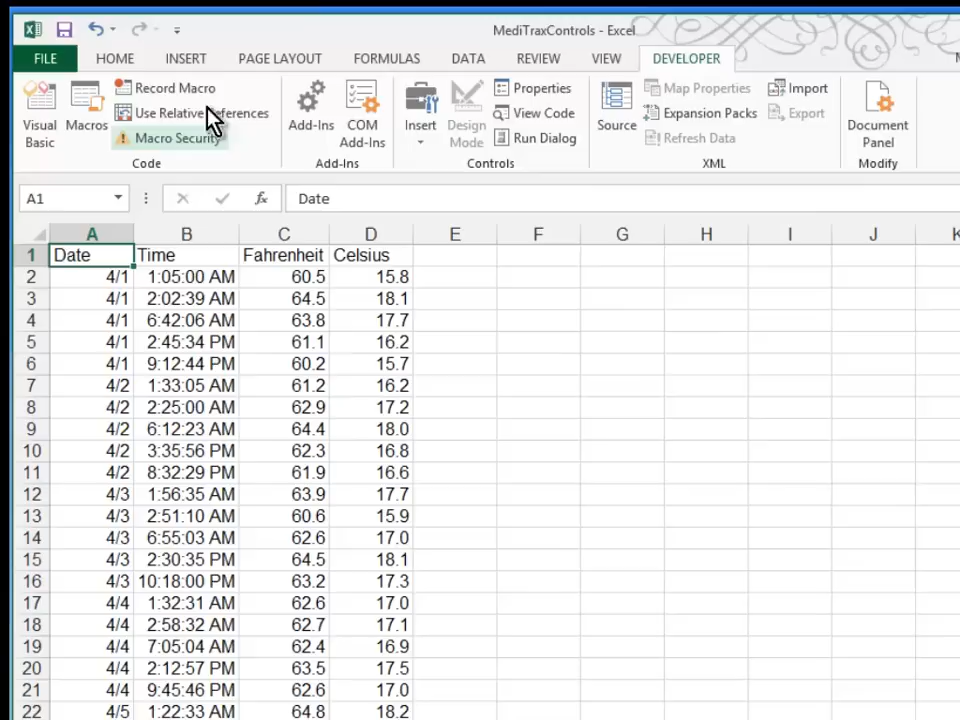 MediTraxControls - Excel
FILE HOME INSERT PAGE LAYOUT FORMULAS DATA REVIEW VIEW DEVELOPER
Visual Basic
Macros
Record Macro
Use Relative References
Macro Security
Code
Add-Ins
COM Add-Ins
Add-Ins
Insert
Design Mode
Properties
View Code
Run Dialog
Controls
Source
Map Properties
Expansion Packs
Refresh Data
Import
Export
XML
Document Panel
Modify
A1 fx Date
A B C D E F G H I J K
1 Date Time Fahrenheit Celsius
2 4/1 1:05:00 AM 60.5 15.8
3 4/1 2:02:39 AM 64.5 18.1
4 4/1 6:42:06 AM 63.8 17.7
5 4/1 2:45:34 PM 61.1 16.2
6 4/1 9:12:44 PM 60.2 15.7
7 4/2 1:33:05 AM 61.2 16.2
8 4/2 2:25:00 AM 62.9 17.2
9 4/2 6:12:23 AM 64.4 18.0
10 4/2 3:35:56 PM 62.3 16.8
11 4/2 8:32:29 PM 61.9 16.6
12 4/3 1:56:35 AM 63.9 17.7
13 4/3 2:51:10 AM 60.6 15.9
14 4/3 6:55:03 AM 62.6 17.0
15 4/3 2:30:35 PM 64.5 18.1
16 4/3 10:18:00 PM 63.2 17.3
17 4/4 1:32:31 AM 62.6 17.0
18 4/4 2:58:32 AM 62.7 17.1
19 4/4 7:05:04 AM 62.4 16.9
20 4/4 2:12:57 PM 63.5 17.5
21 4/4 9:45:46 PM 62.6 17.0
22 4/5 1:22:33 AM 64.8 18.2